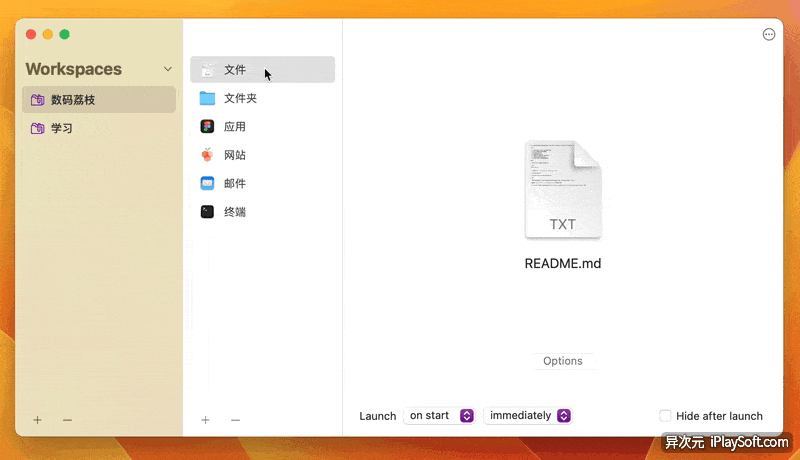 Workspaces
数码荔枝
学习
文件
文件夹
应用
网站
邮件
终端
TXT
README.md
Options
Launch on start immediately Hide after launch
异次元 iPlaySoft.com